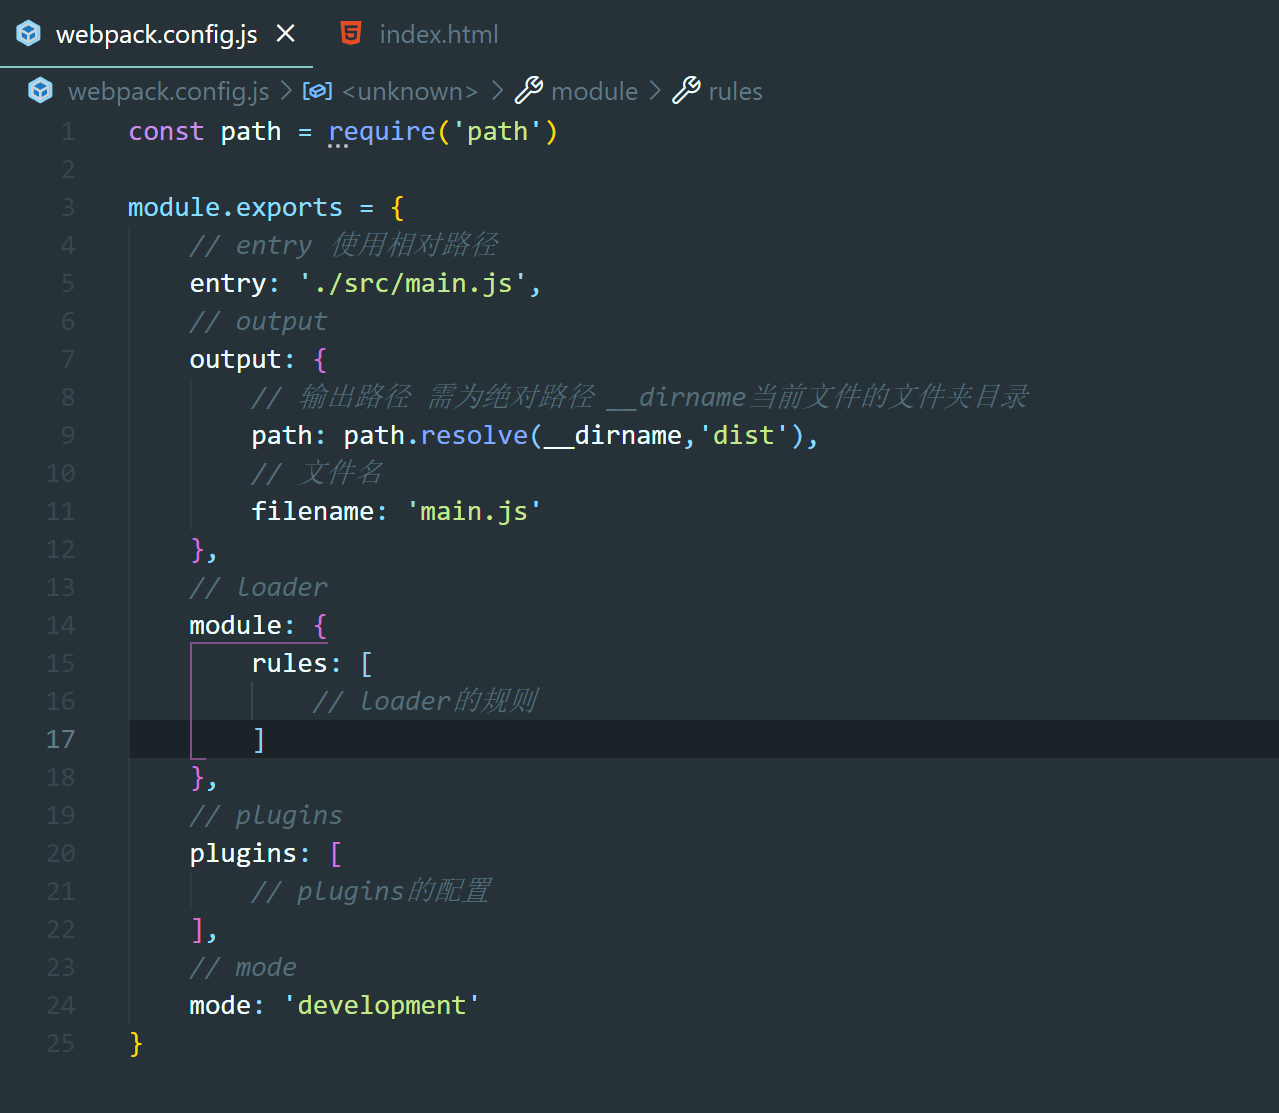 webpack.config.js index.html
webpack.config.js > <unknown> > module > rules
1 const path = require('path')
2
3 module.exports = {
4 // entry 使用相对路径
5 entry: './src/main.js',
6 // output
7 output: {
8 // 输出路径 需为绝对路径 __dirname当前文件的文件夹目录
9 path: path.resolve(__dirname,'dist'),
10 // 文件名
11 filename: 'main.js'
12 },
13 // loader
14 module: {
15 rules: [
16 // loader的规则
17 ]
18 },
19 // plugins
20 plugins: [
21 // plugins的配置
22 ],
23 // mode
24 mode: 'development'
25 }